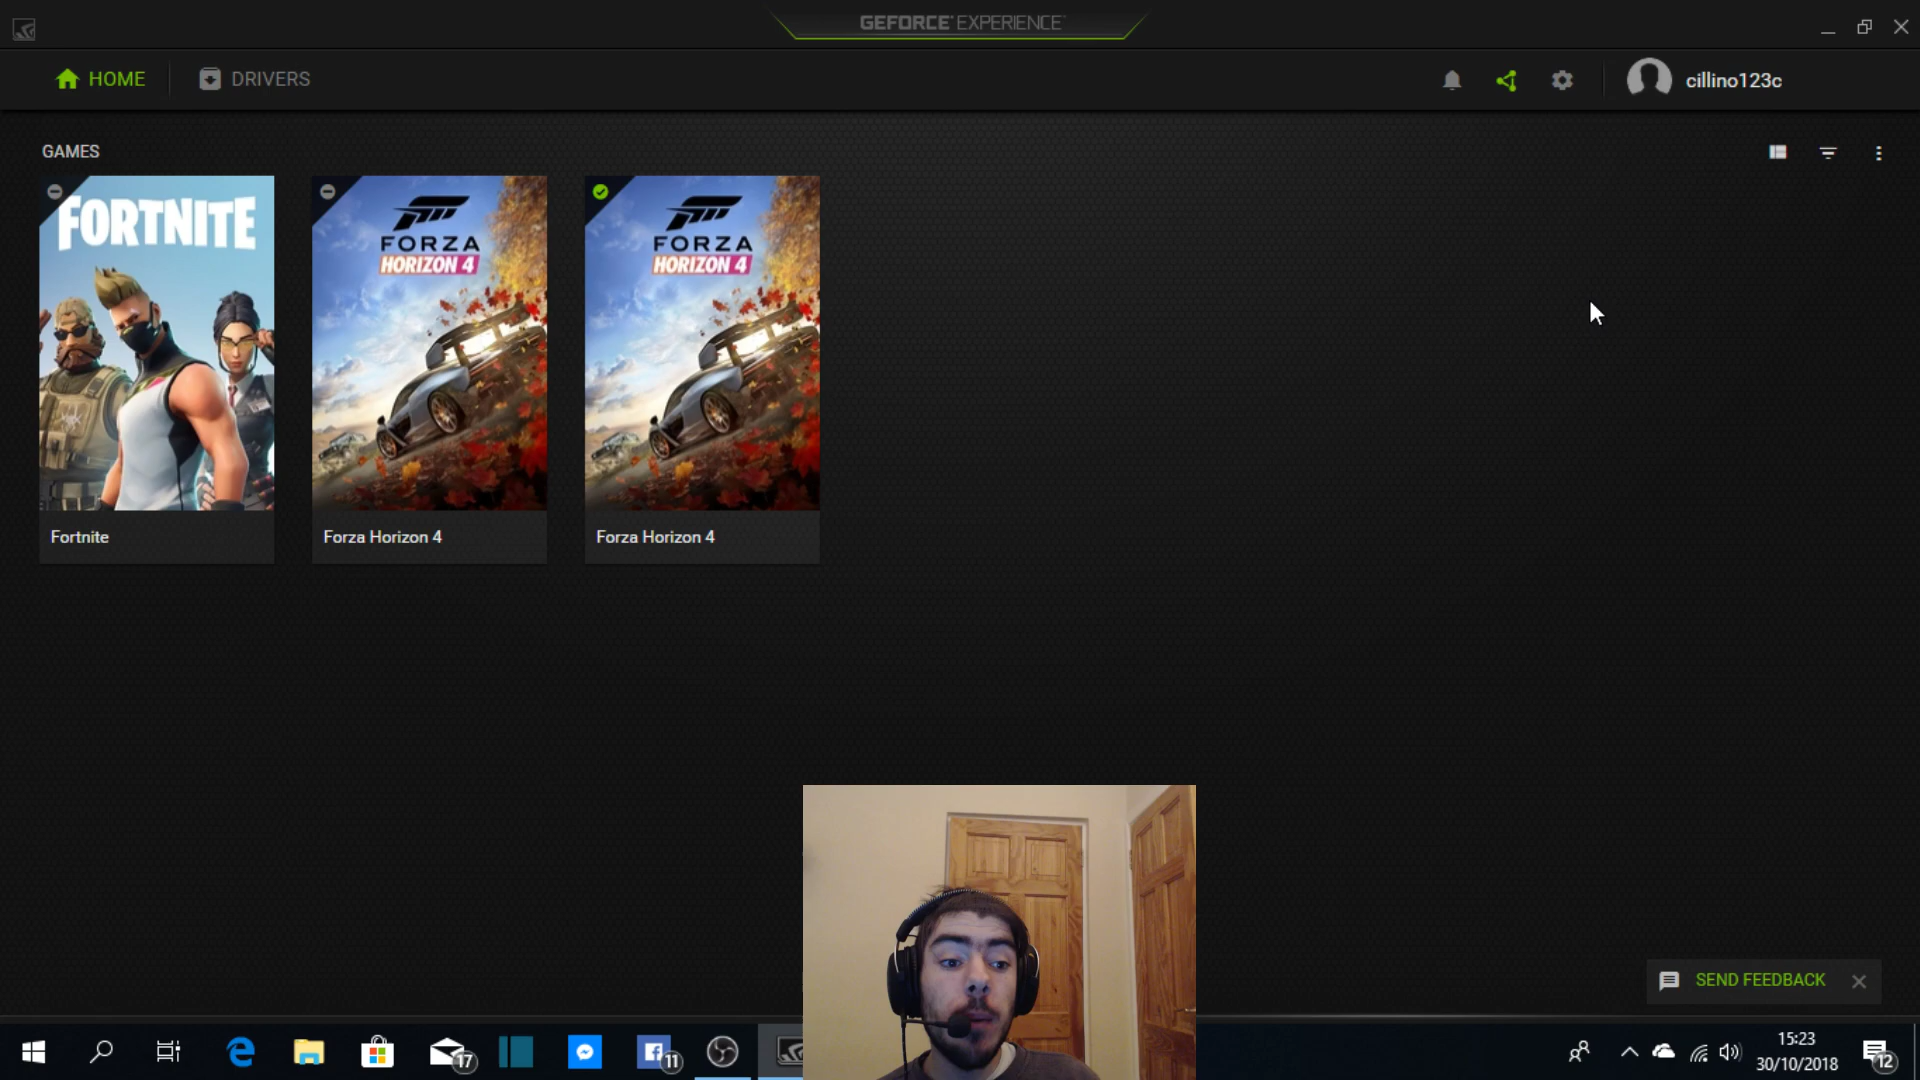 GEFORCE EXPERIENCE
HOME
DRIVERS
cillino123c
GAMES
FORTNITE
FORZA
HORIZON 4
FORZA
HORIZON 4
Fortnite
Forza Horizon 4
Forza Horizon 4
SEND FEEDBACK
17
11
15:23
30/10/2018
12